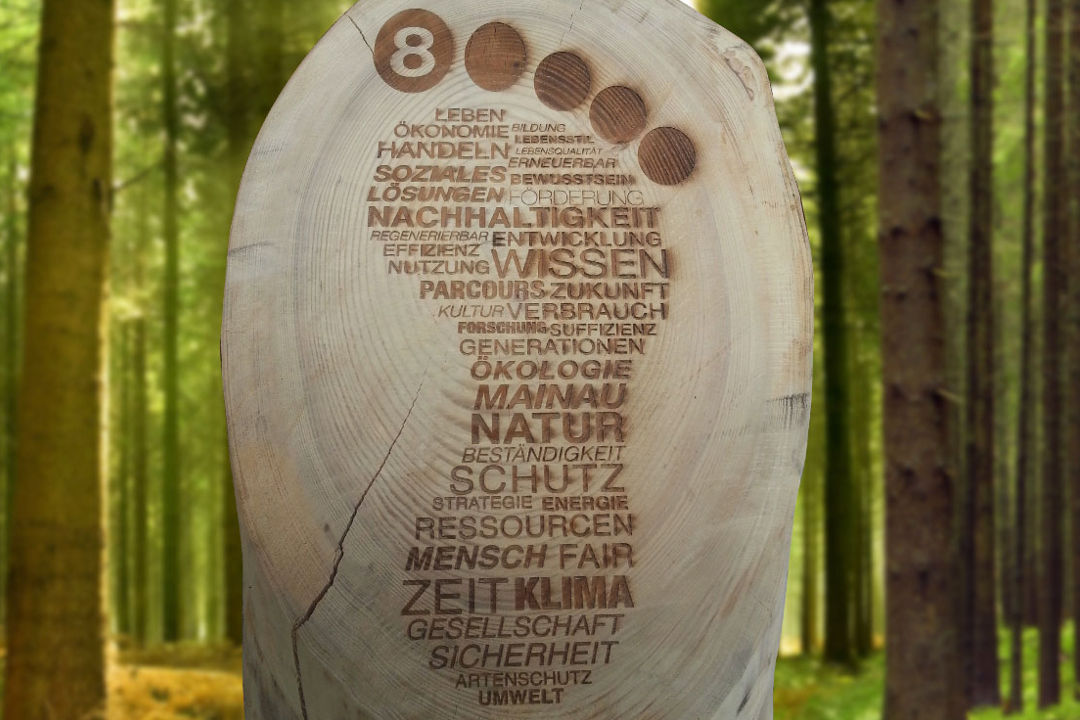 8
LEBEN
ÖKONOMIE BILDUNG
LEBENSSTIL
HANDELN LEBENSQUALITÄT
ERNEUERBAR
SOZIALES BEWUSSTSEIN
LÖSUNGEN FÖRDERUNG
NACHHALTIGKEIT
REGENERIERBAR ENTWICKLUNG
EFFIZIENZ
NUTZUNG WISSEN
PARCOURS ZUKUNFT
KULTUR VERBRAUCH
FORSCHUNG SUFFIZIENZ
GENERATIONEN
ÖKOLOGIE
MAINAU
NATUR
BESTÄNDIGKEIT
SCHUTZ
STRATEGIE ENERGIE
RESSOURCEN
MENSCH FAIR
ZEIT KLIMA
GESELLSCHAFT
SICHERHEIT
ARTENSCHUTZ
UMWELT